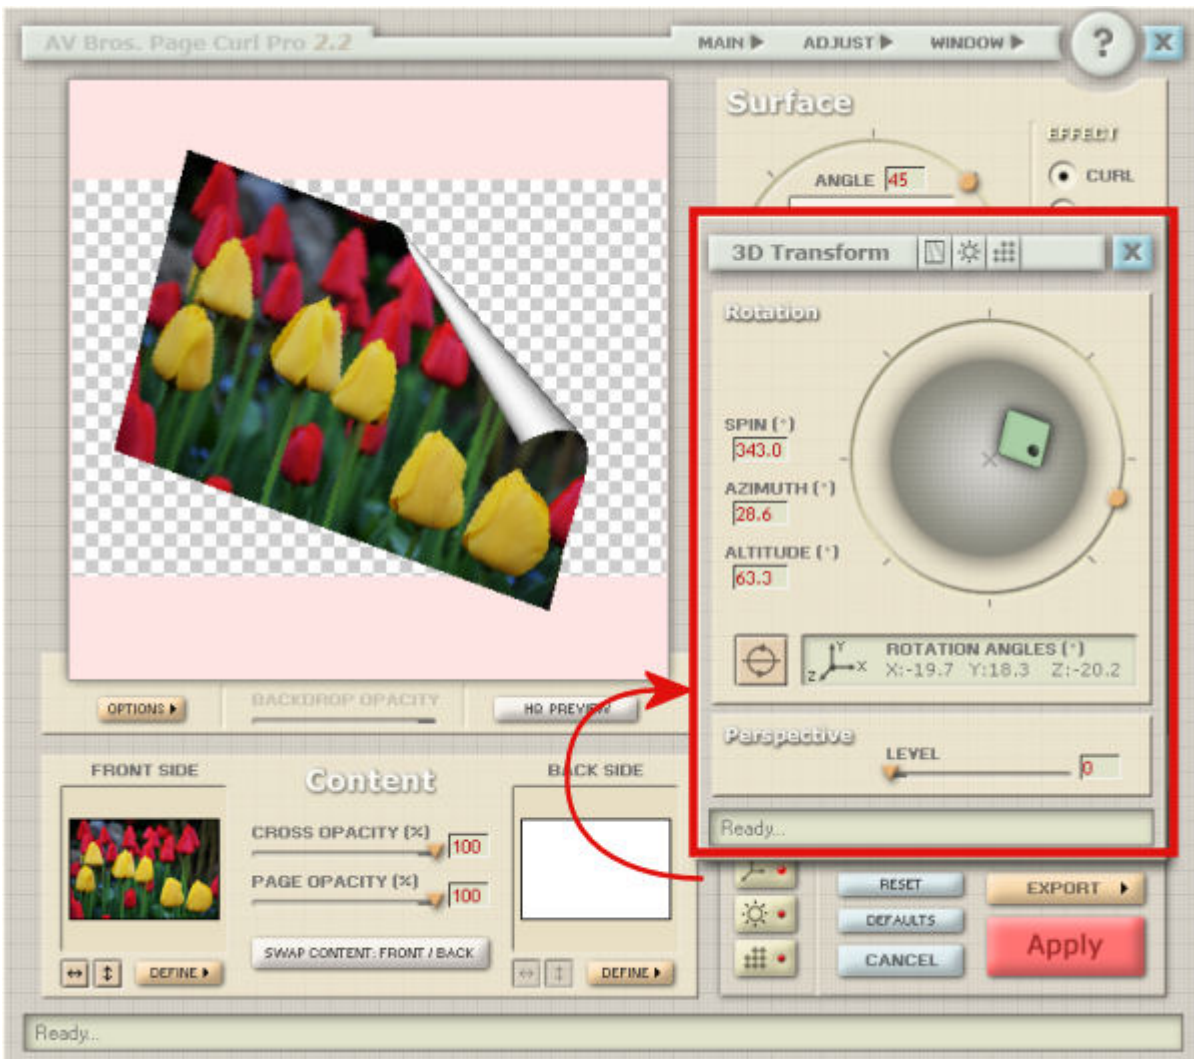 AV Bros. Page Curl Pro 2.2
MAIN ADJUST WINDOW ? X
Surface
EFFECT
ANGLE 45
CURL
3D Transform X
Rotation
SPIN (°)
343.0
AZIMUTH (°)
28.6
ALTITUDE (°)
63.3
Y
Z X
ROTATION ANGLES (°)
X:-19.7 Y:18.3 Z:-20.2
Perspective
LEVEL
0
Ready...
OPTIONS
BACKDROP OPACITY
HQ PREVIEW
FRONT SIDE
Content
BACK SIDE
CROSS OPACITY (%)
100
PAGE OPACITY (%)
100
SWAP CONTENT: FRONT / BACK
DEFINE
DEFINE
RESET
DEFAULTS
CANCEL
EXPORT
Apply
Ready...